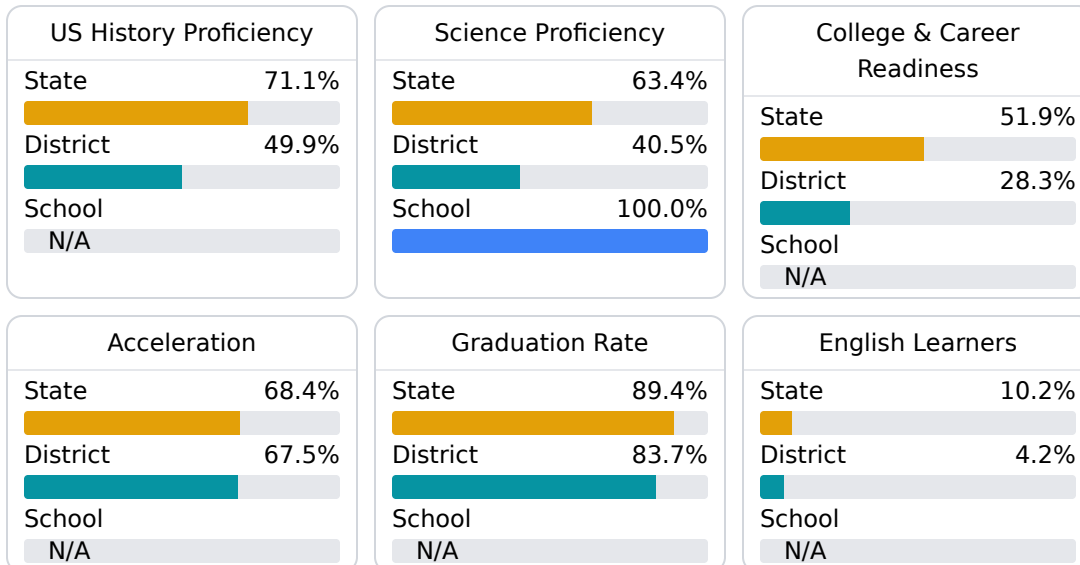 US History Proficiency
State 71.1%
District 49.9%
School
N/A
Science Proficiency
State 63.4%
District 40.5%
School 100.0%
College & Career
Readiness
State 51.9%
District 28.3%
School
N/A
Acceleration
State 68.4%
District 67.5%
School
N/A
Graduation Rate
State 89.4%
District 83.7%
School
N/A
English Learners
State 10.2%
District 4.2%
School
N/A